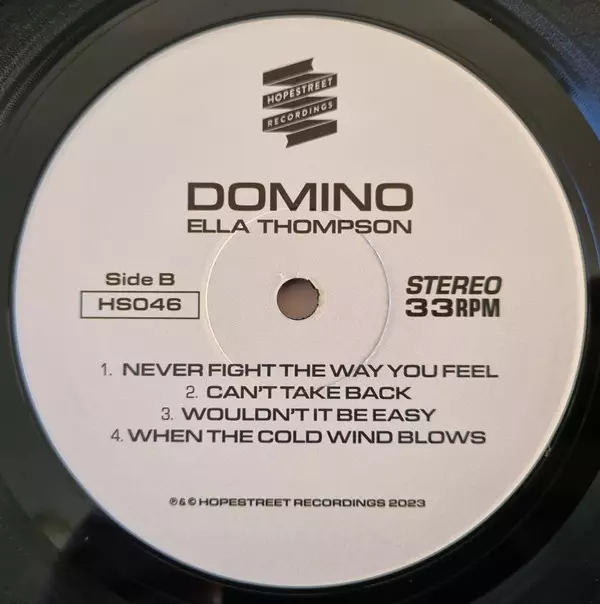 HOPESTREET
RECORDINGS
DOMINO
ELLA THOMPSON
Side B
HS046
STEREO
33RPM
1. NEVER FIGHT THE WAY YOU FEEL
2. CAN'T TAKE BACK
3. WOULDN'T IT BE EASY
4. WHEN THE COLD WIND BLOWS
℗ & © HOPESTREET RECORDINGS 2023